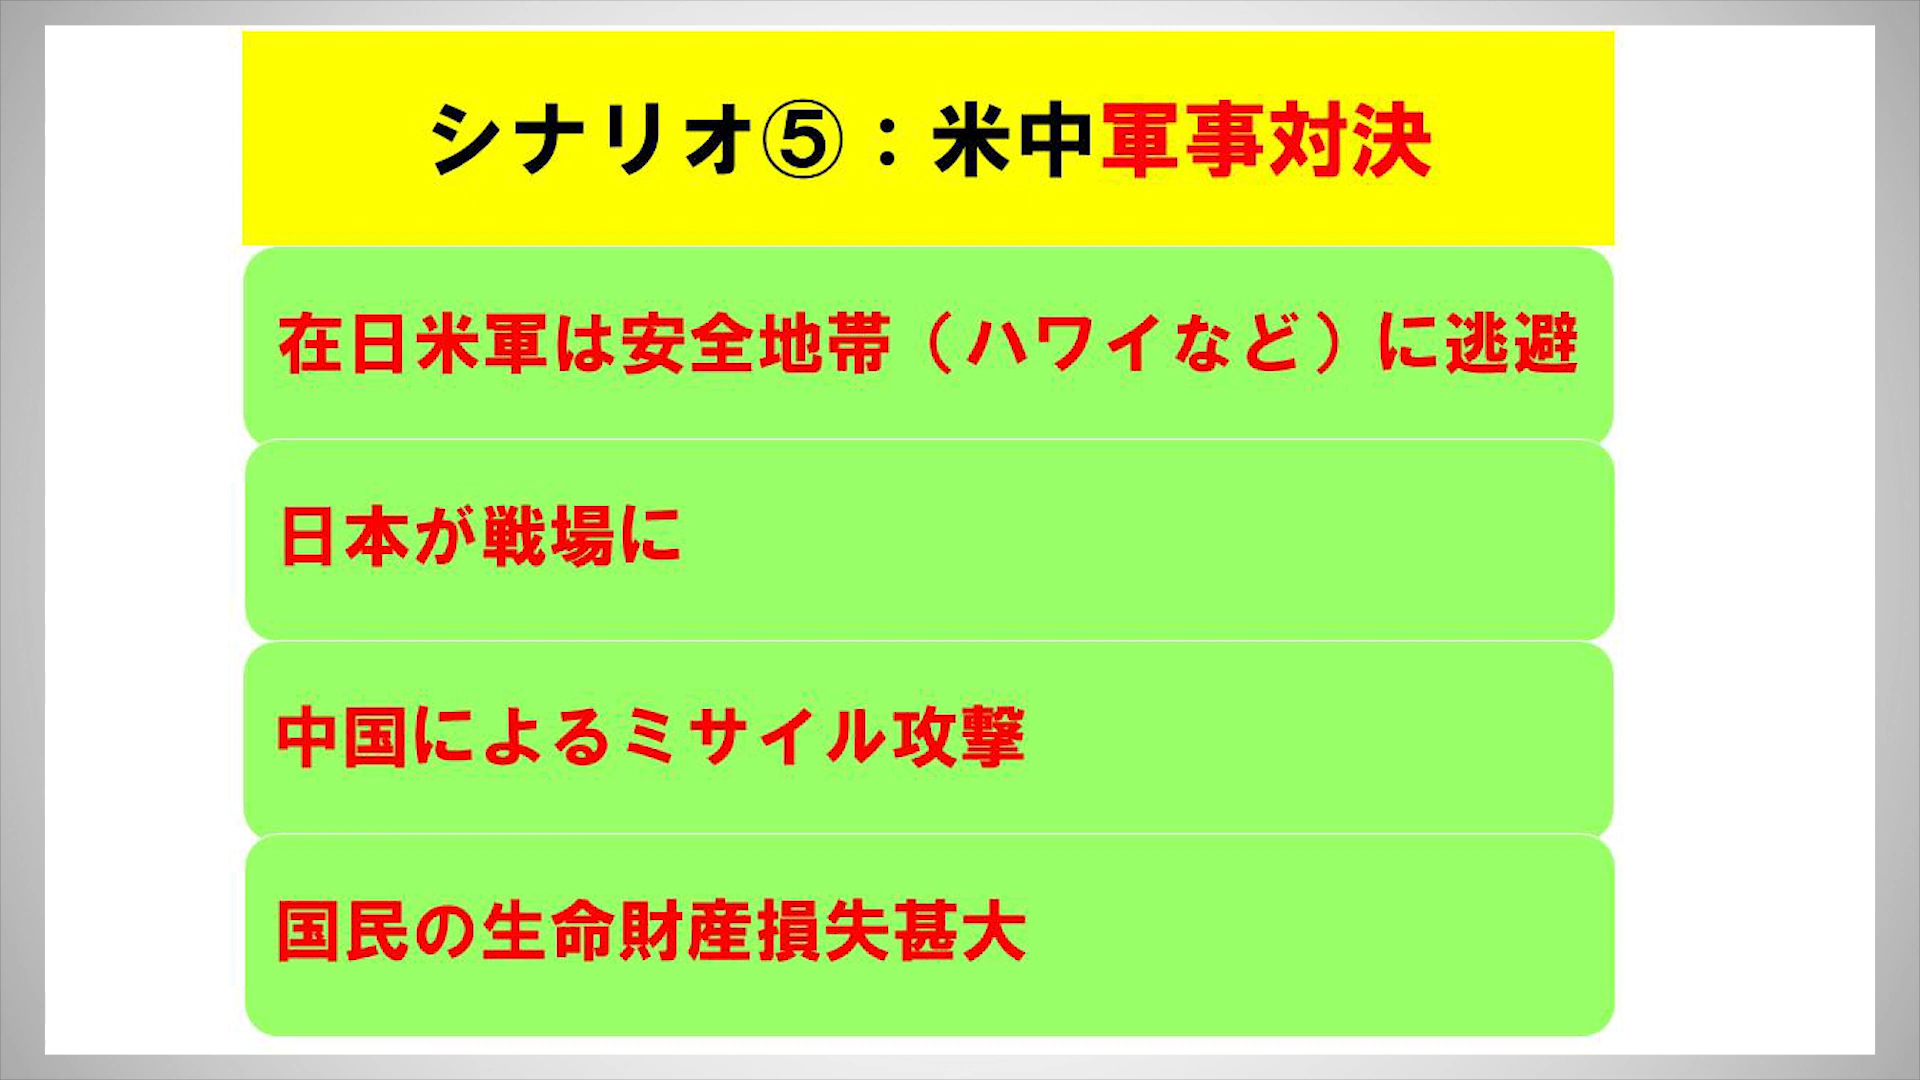 シナリオ⑤：米中軍事対決
在日米軍は安全地帯（ハワイなど）に逃避
日本が戦場に
中国によるミサイル攻撃
国民の生命財産損失甚大